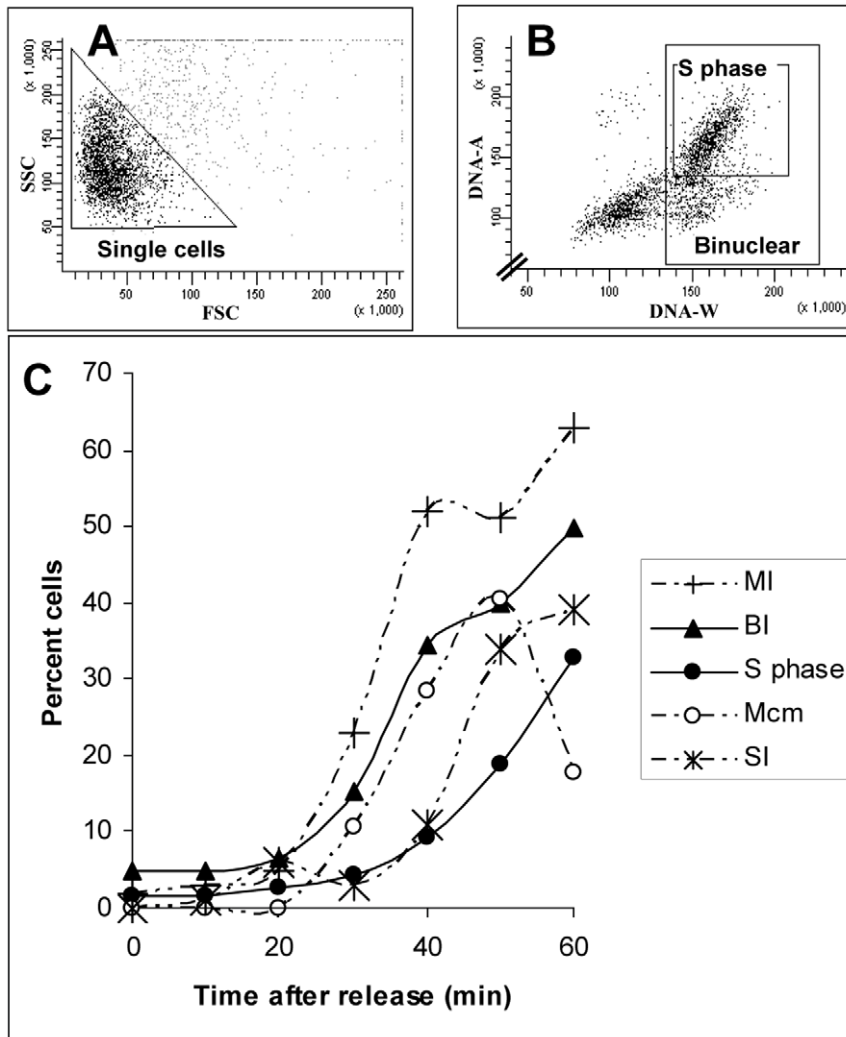 A
(x 1,000)
50 100 150 200 250
SSC
Single cells
50 100 150 200 250
(x 1,000)
FSC
B
(x 1,000)
100 150 200
DNA-A
S phase
Binuclear
50 100 150 200
(x 1,000)
DNA-W
C
70
60
50
40
30
20
10
0
Percent cells
0 20 40 60
Time after release (min)
MI
BI
S phase
Mcm
SI